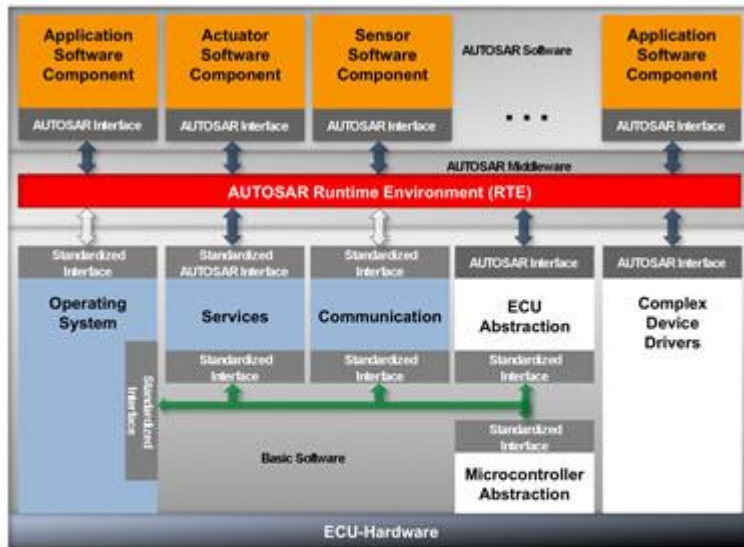 Application
Software
Component
AUTOSAR Interface
Actuator
Software
Component
AUTOSAR Interface
Sensor
Software
Component
AUTOSAR Interface
AUTOSAR Software
...
Application
Software
Component
AUTOSAR Interface
AUTOSAR Middleware
AUTOSAR Runtime Environment (RTE)
Standardized
Interface
Operating
System
Standardized
Interface
Standardized
AUTOSAR Interface
Services
Standardized
Interface
Standardized
Interface
Communication
Standardized
Interface
AUTOSAR Interface
ECU
Abstraction
Standardized
Interface
AUTOSAR Interface
Complex
Device
Drivers
Basic Software
Standardized
Interface
Microcontroller
Abstraction
ECU-Hardware